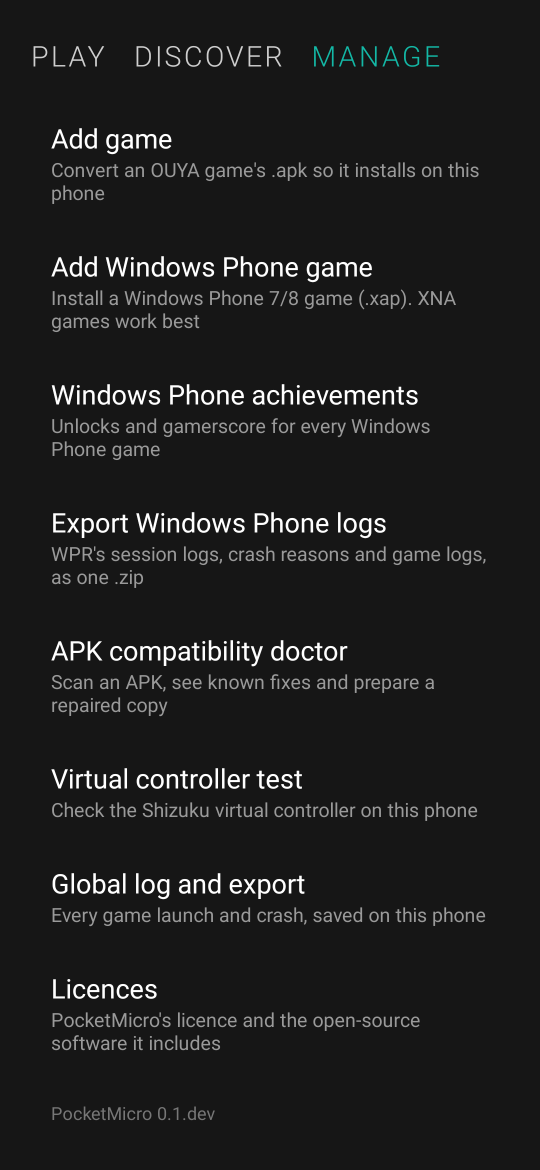 PLAY DISCOVER MANAGE
Add game
Convert an OUYA game's .apk so it installs on this
phone
Add Windows Phone game
Install a Windows Phone 7/8 game (.xap). XNA
games work best
Windows Phone achievements
Unlocks and gamerscore for every Windows
Phone game
Export Windows Phone logs
WPR's session logs, crash reasons and game logs,
as one .zip
APK compatibility doctor
Scan an APK, see known fixes and prepare a
repaired copy
Virtual controller test
Check the Shizuku virtual controller on this phone
Global log and export
Every game launch and crash, saved on this phone
Licences
PocketMicro's licence and the open-source
software it includes
PocketMicro 0.1.dev